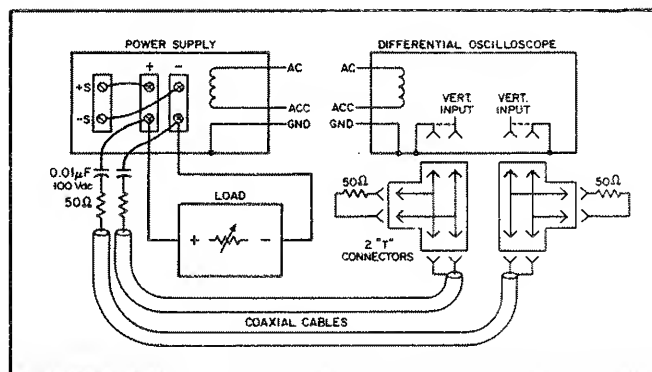 POWER SUPPLY
+ -
+S
-S
AC
ACC
GND
0.01µF
100 Vdc
50Ω
LOAD
+ -
DIFFERENTIAL OSCILLOSCOPE
AC
ACC
GND
VERT.
INPUT
VERT.
INPUT
50Ω
50Ω
2 "T"
CONNECTORS
COAXIAL CABLES